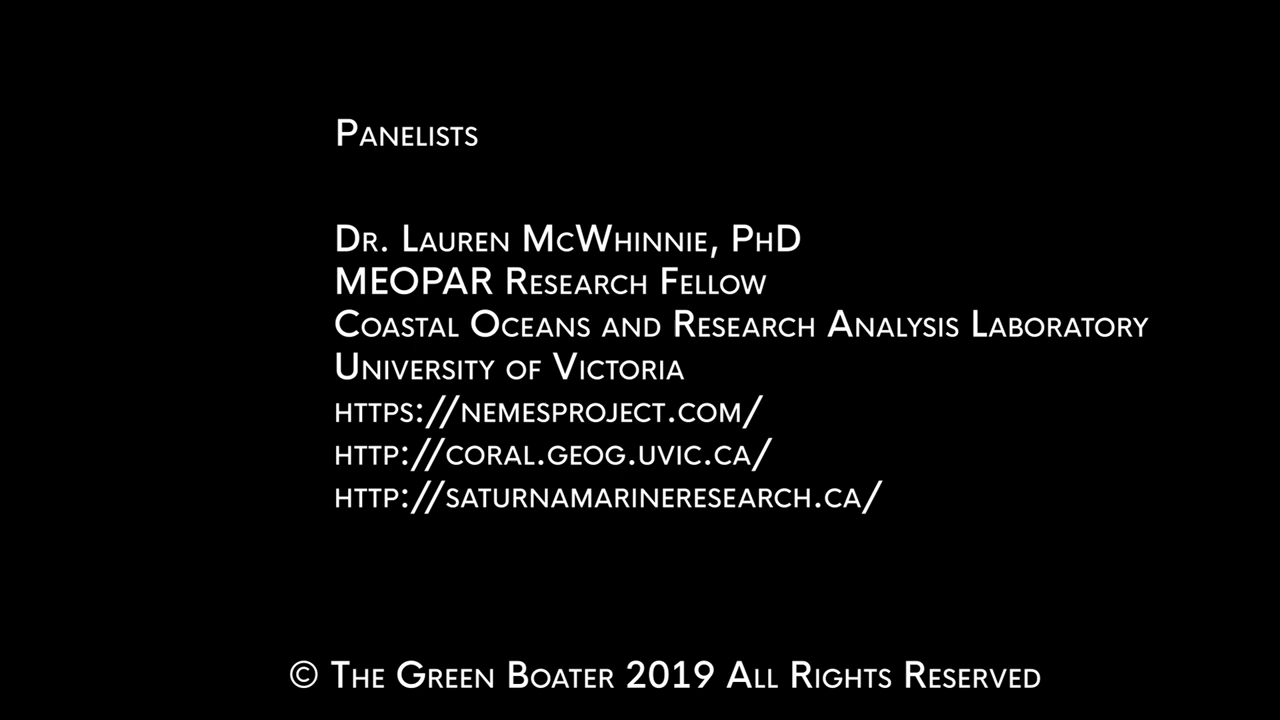 Panelists
Dr. Lauren McWhinnie, PhD
MEOPAR Research Fellow
Coastal Oceans and Research Analysis Laboratory
University of Victoria
https://nemesproject.com/
http://coral.geog.uvic.ca/
http://saturnamarineresearch.ca/
© The Green Boater 2019 All Rights Reserved